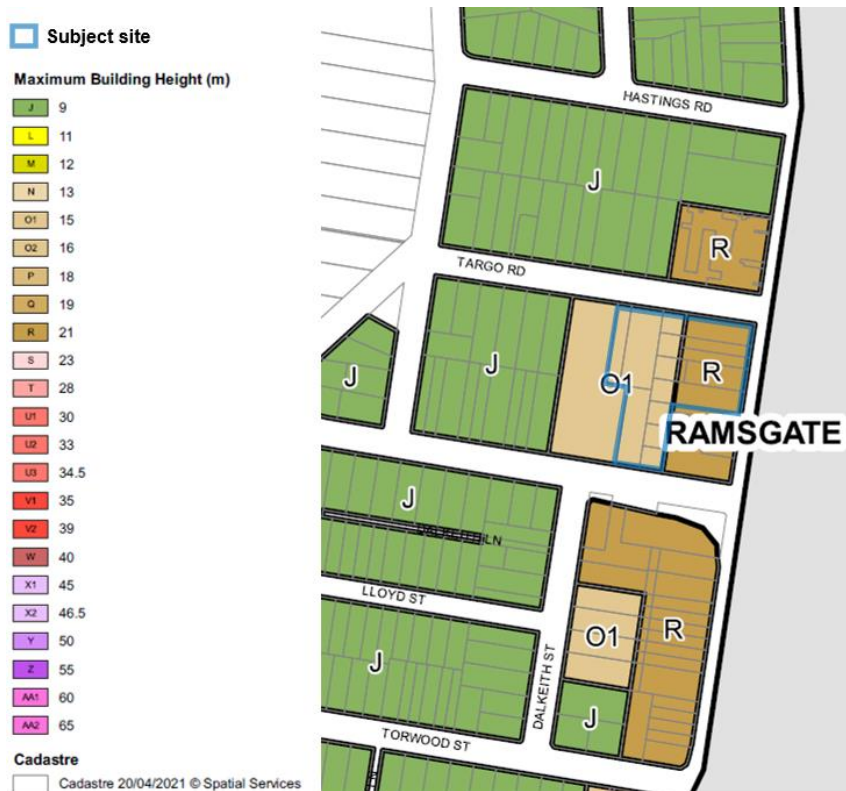 Subject site
Maximum Building Height (m)
J 9
L 11
M 12
N 13
O1 15
O2 16
P 18
Q 19
R 21
S 23
T 28
U1 30
U2 33
U3 34.5
V1 35
V2 39
W 40
X1 45
X2 46.5
Y 50
Z 55
AA1 60
AA2 65
Cadastre
Cadastre 20/04/2021 © Spatial Services
HASTINGS RD
J
R
TARGO RD
J
J
O1
R
RAMSGATE
J
LN
LLOYD ST
O1
R
J
DALKEITH ST
J
TORWOOD ST